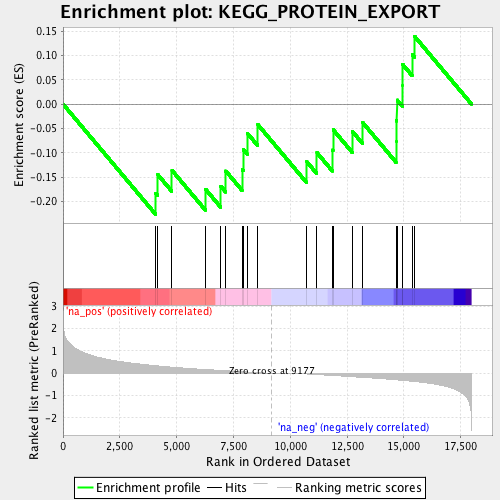 Enrichment plot: KEGG_PROTEIN_EXPORT
Enrichment score (ES)
0.15
0.10
0.05
0.00
-0.05
-0.10
-0.15
-0.20
Ranked list metric (PreRanked)
3
2
1
0
-1
-2
'na_pos' (positively correlated)
Zero cross at 9177
'na_neg' (negatively correlated)
0
2,500
5,000
7,500
10,000
12,500
15,000
17,500
Rank in Ordered Dataset
Enrichment profile
Hits
Ranking metric scores